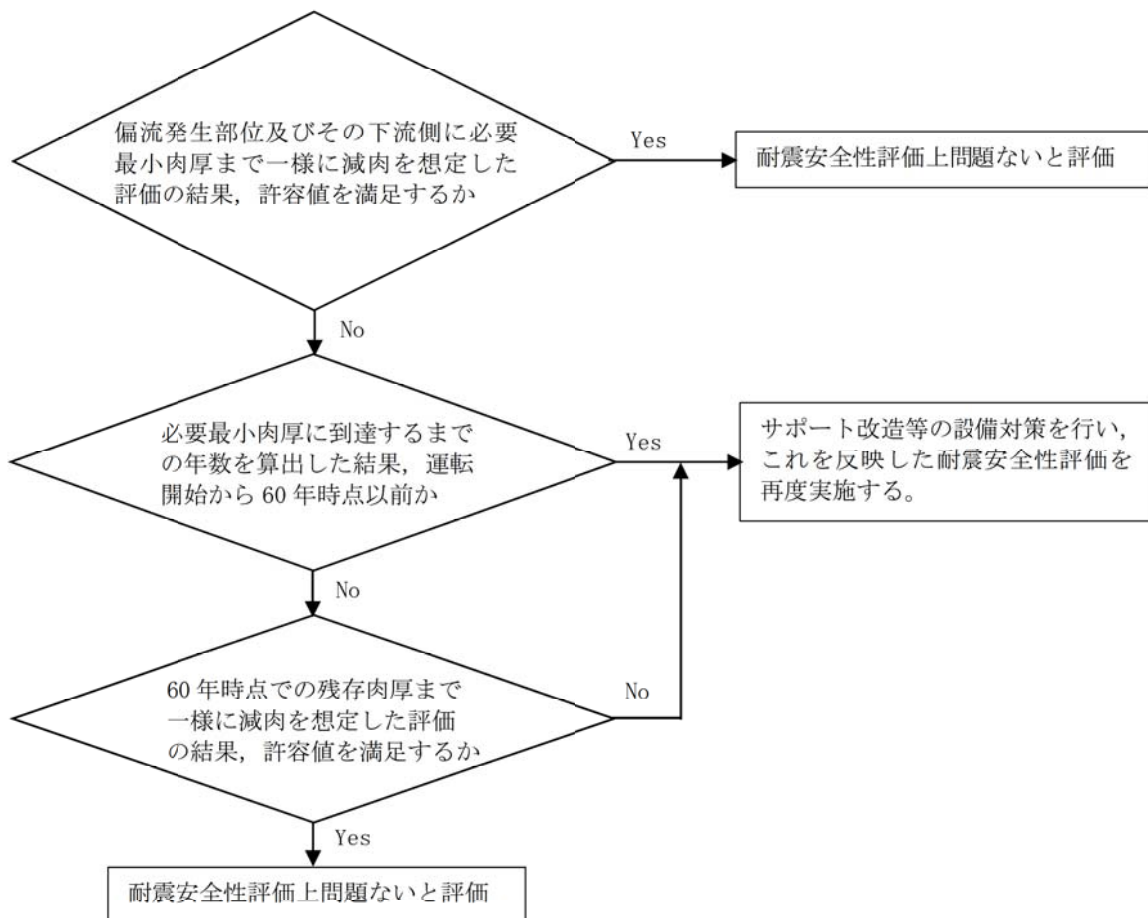 偏流発生部位及びその下流側に必要
最小肉厚まで一様に減肉を想定した
評価の結果，許容値を満足するか
Yes
耐震安全性評価上問題ないと評価
No
必要最小肉厚に到達するまで
の年数を算出した結果，運転
開始から 60 年時点以前か
Yes
サポート改造等の設備対策を行い，
これを反映した耐震安全性評価を
再度実施する。
No
60 年時点での残存肉厚まで
一様に減肉を想定した評価
の結果，許容値を満足するか
No
Yes
耐震安全性評価上問題ないと評価